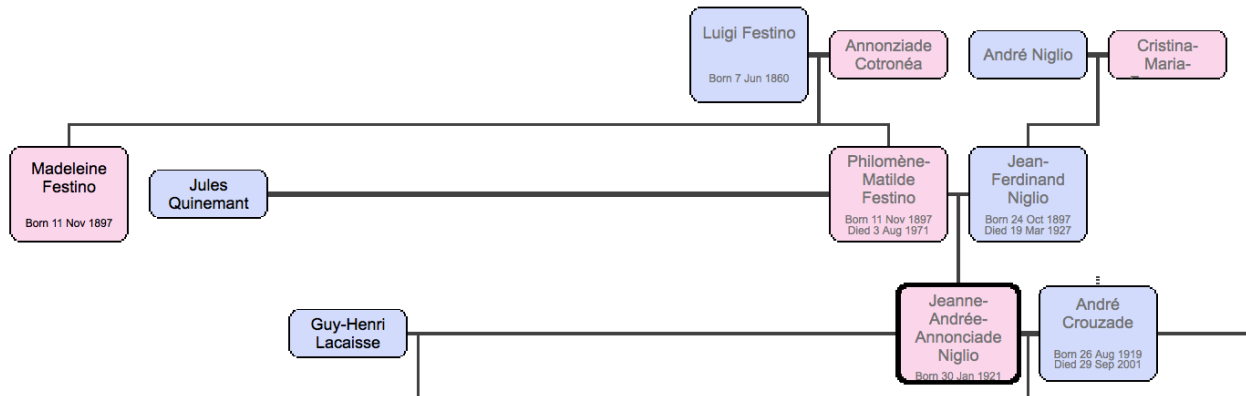 Luigi Festino
Born 7 Jun 1860
Annonziade
Cotronéa
André Niglio
Cristina-
Maria-
Madeleine
Festino
Born 11 Nov 1897
Jules
Quinemant
Philomène-
Matilde
Festino
Born 11 Nov 1897
Died 3 Aug 1971
Jean-
Ferdinand
Niglio
Born 24 Oct 1897
Died 19 Mar 1927
Guy-Henri
Lacaisse
Jeanne-
Andrée-
Annonciade
Niglio
Born 30 Jan 1921
André
Crouzade
Born 26 Aug 1919
Died 29 Sep 2001